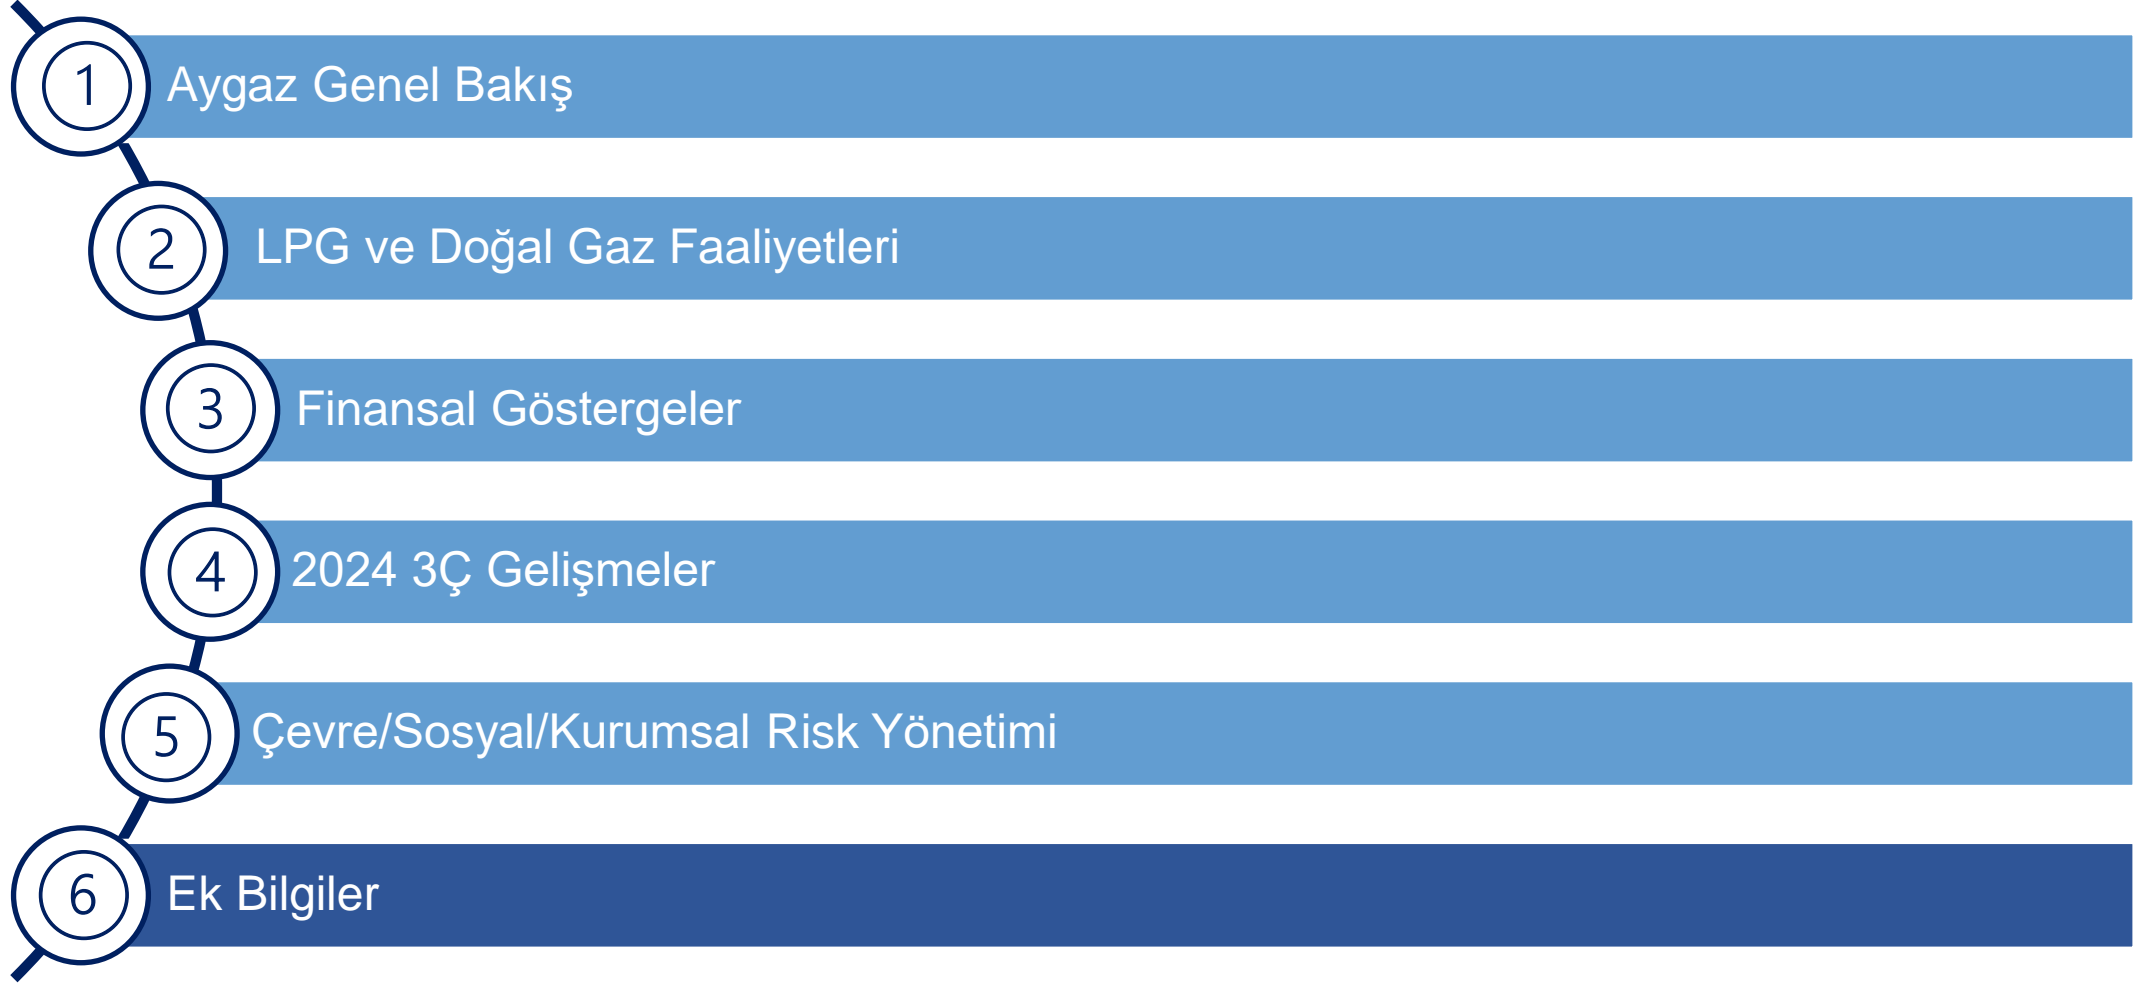 1 Aygaz Genel Bakış
2 LPG ve Doğal Gaz Faaliyetleri
3 Finansal Göstergeler
4 2024 3Ç Gelişmeler
5 Çevre/Sosyal/Kurumsal Risk Yönetimi
6 Ek Bilgiler